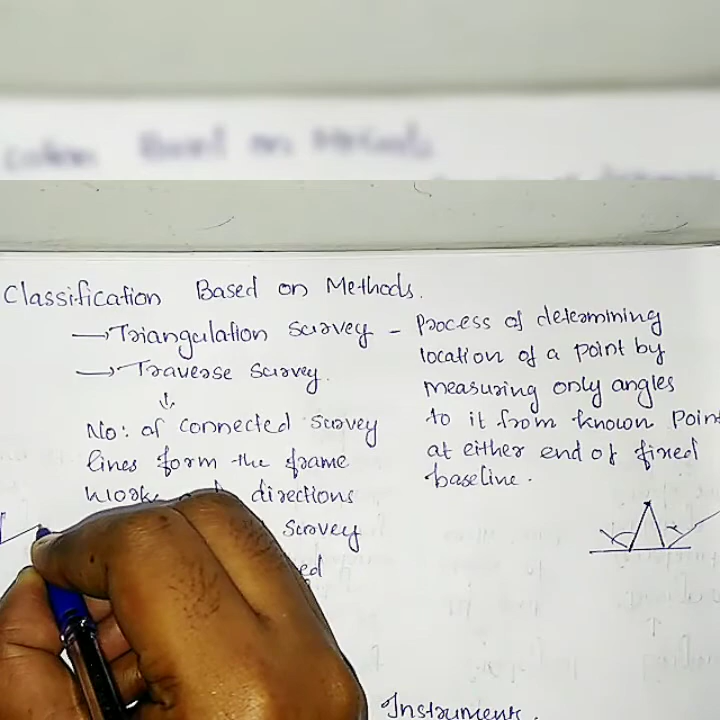 Classification Based on Methods.
→ Triangulation survey - Process of determining
location of a point by
measuring only angles
to it from known Point
at either end of fixed
baseline.
→ Traverse survey.
↓
No: of connected survey
lines form the frame
directions
survey
Instruments.